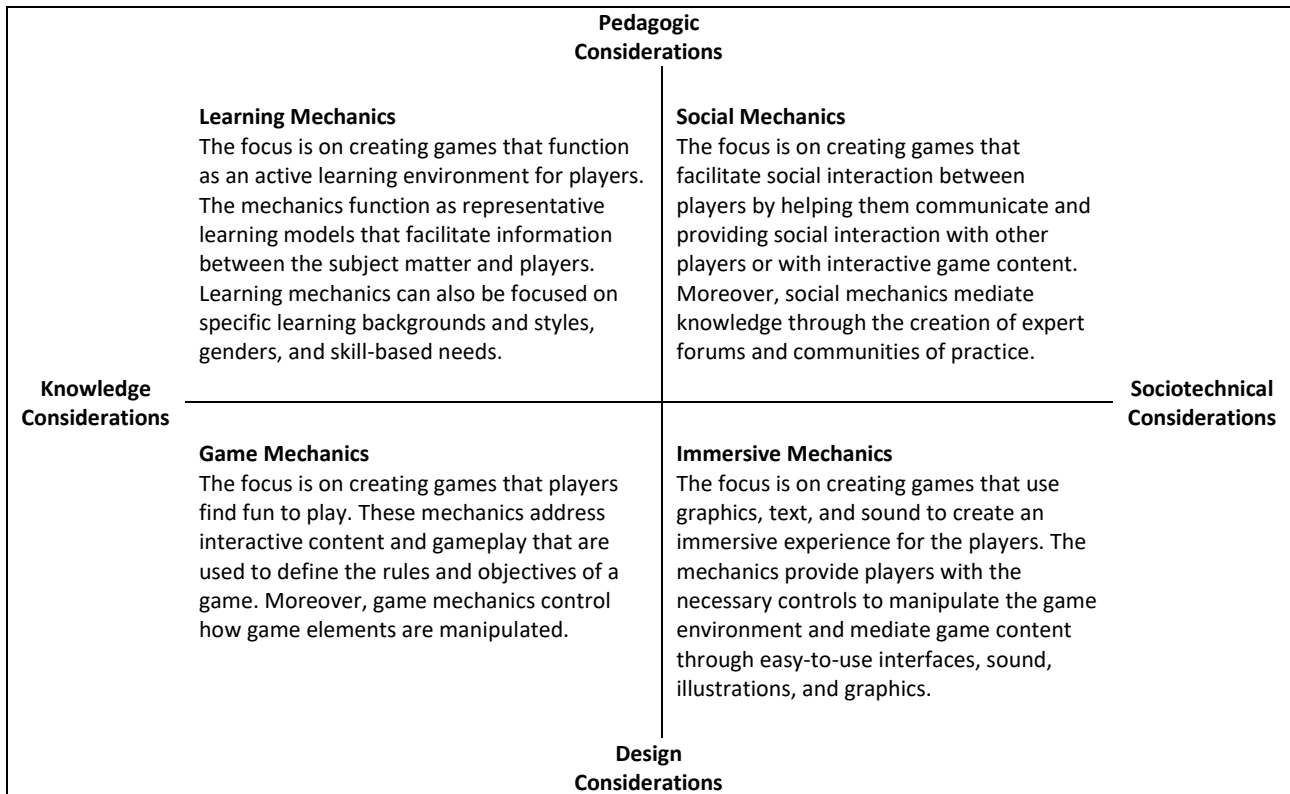 Pedagogic
Considerations
Learning Mechanics
The focus is on creating games that function
as an active learning environment for players.
The mechanics function as representative
learning models that facilitate information
between the subject matter and players.
Learning mechanics can also be focused on
specific learning backgrounds and styles,
genders, and skill-based needs.
Social Mechanics
The focus is on creating games that
facilitate social interaction between
players by helping them communicate and
providing social interaction with other
players or with interactive game content.
Moreover, social mechanics mediate
knowledge through the creation of expert
forums and communities of practice.
Knowledge
Considerations
Sociotechnical
Considerations
Game Mechanics
The focus is on creating games that players
find fun to play. These mechanics address
interactive content and gameplay that are
used to define the rules and objectives of a
game. Moreover, game mechanics control
how game elements are manipulated.
Immersive Mechanics
The focus is on creating games that use
graphics, text, and sound to create an
immersive experience for the players. The
mechanics provide players with the
necessary controls to manipulate the game
environment and mediate game content
through easy-to-use interfaces, sound,
illustrations, and graphics.
Design
Considerations